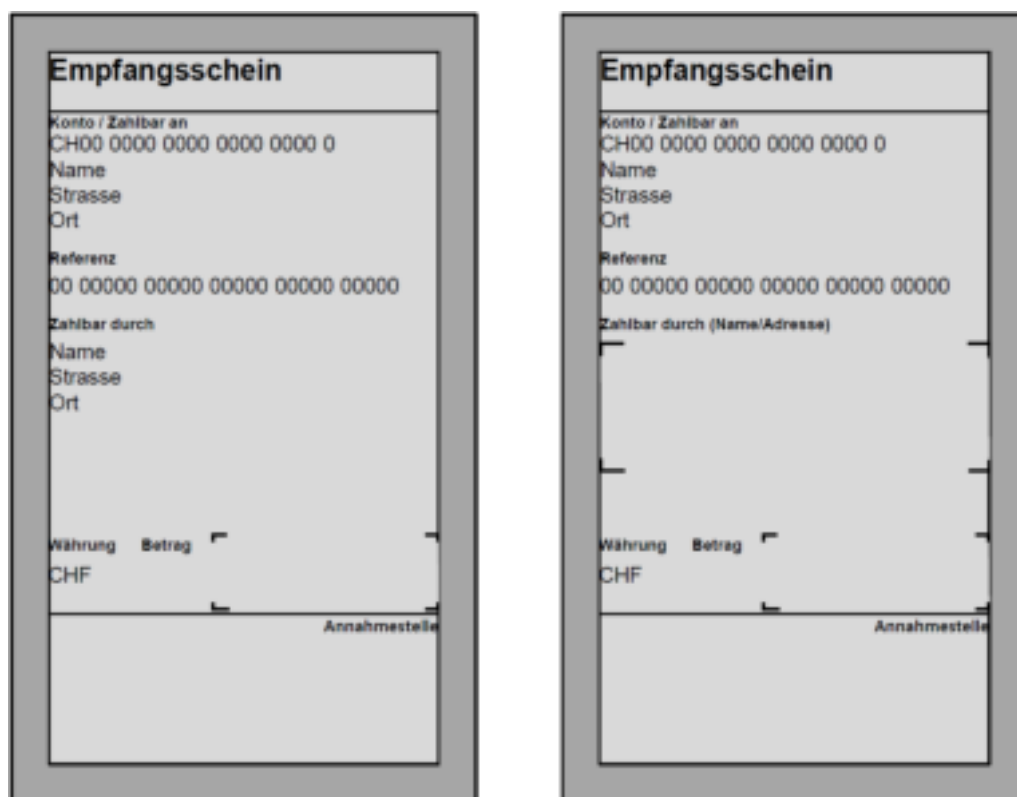 Empfangsschein
Konto / Zahlbar an
CH00 0000 0000 0000 0000 0
Name
Strasse
Ort
Referenz
00 00000 00000 00000 00000 00000
Zahlbar durch
Name
Strasse
Ort
Währung Betrag
CHF
Annahmestelle
Empfangsschein
Konto / Zahlbar an
CH00 0000 0000 0000 0000 0
Name
Strasse
Ort
Referenz
00 00000 00000 00000 00000 00000
Zahlbar durch (Name/Adresse)
Währung Betrag
CHF
Annahmestelle